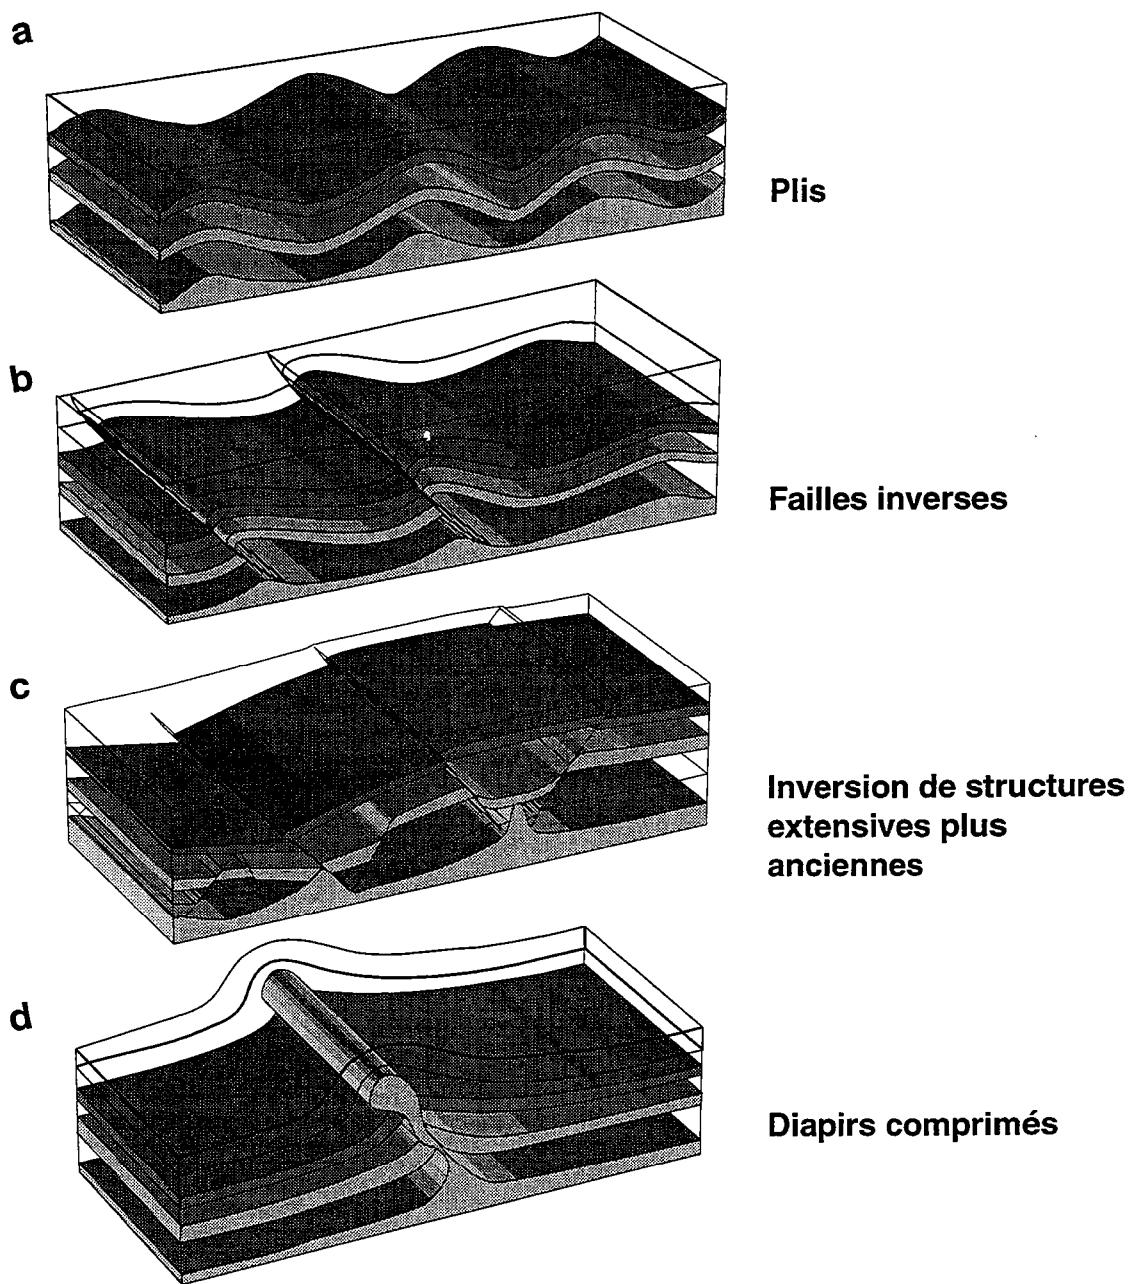 a
Plis
b
Failles inverses
c
Inversion de structures
extensives plus
anciennes
d
Diapirs comprimés